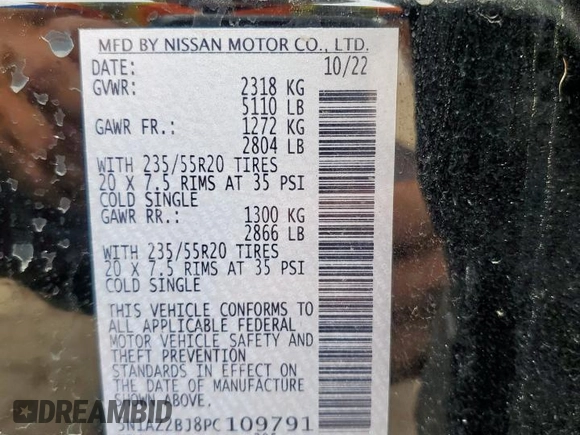 MFD BY NISSAN MOTOR CO., LTD.
DATE: 10/22
GVWR: 2318 KG
5110 LB
GAWR FR.: 1272 KG
2804 LB
WITH 235/55R20 TIRES
20 X 7.5 RIMS AT 35 PSI
COLD SINGLE
GAWR RR.: 1300 KG
2866 LB
WITH 235/55R20 TIRES
20 X 7.5 RIMS AT 35 PSI
COLD SINGLE
THIS VEHICLE CONFORMS TO
ALL APPLICABLE FEDERAL
MOTOR VEHICLE SAFETY AND
THEFT PREVENTION
STANDARDS IN EFFECT ON
THE DATE OF MANUFACTURE
SHOWN ABOVE
5N1AZ2BJ8PC109791
DREAMBID